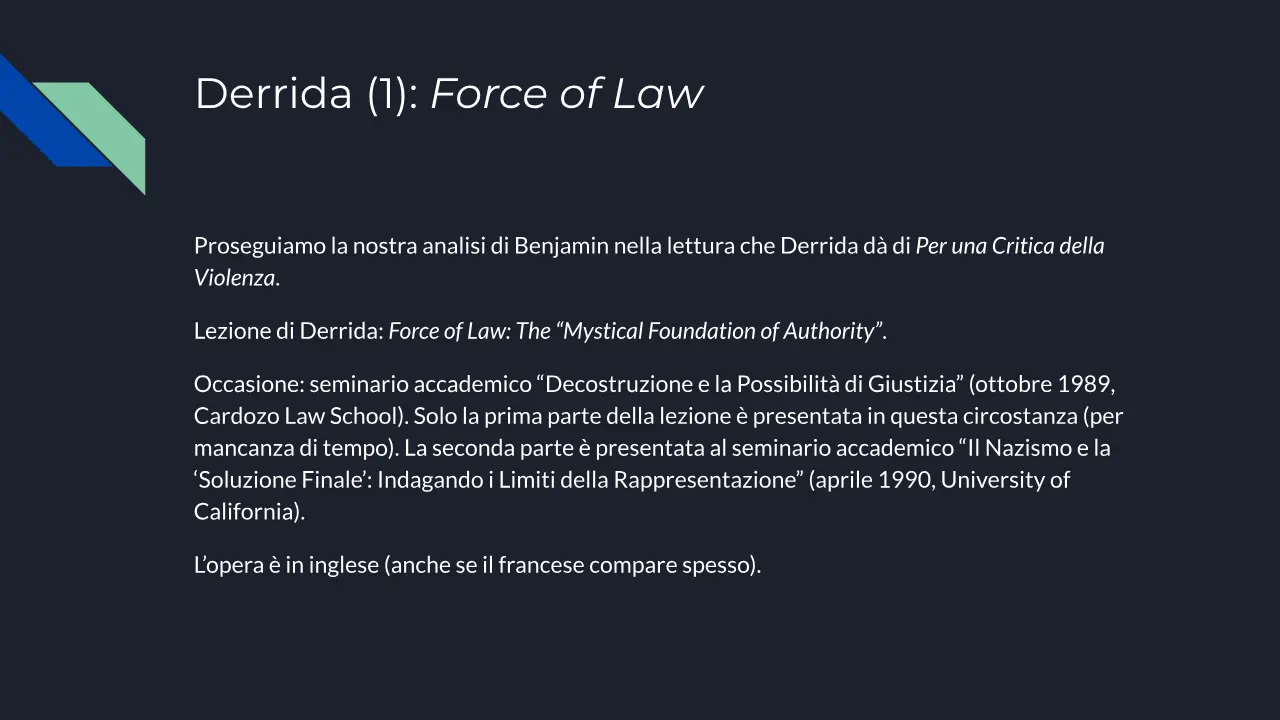 Derrida (1): Force of Law
Proseguiamo la nostra analisi di Benjamin nella lettura che Derrida dà di Per una Critica della
Violenza.
Lezione di Derrida: Force of Law: The “Mystical Foundation of Authority”.
Occasione: seminario accademico “Decostruzione e la Possibilità di Giustizia” (ottobre 1989,
Cardozo Law School). Solo la prima parte della lezione è presentata in questa circostanza (per
mancanza di tempo). La seconda parte è presentata al seminario accademico “Il Nazismo e la
‘Soluzione Finale’: Indagando i Limiti della Rappresentazione” (aprile 1990, University of
California).
L’opera è in inglese (anche se il francese compare spesso).